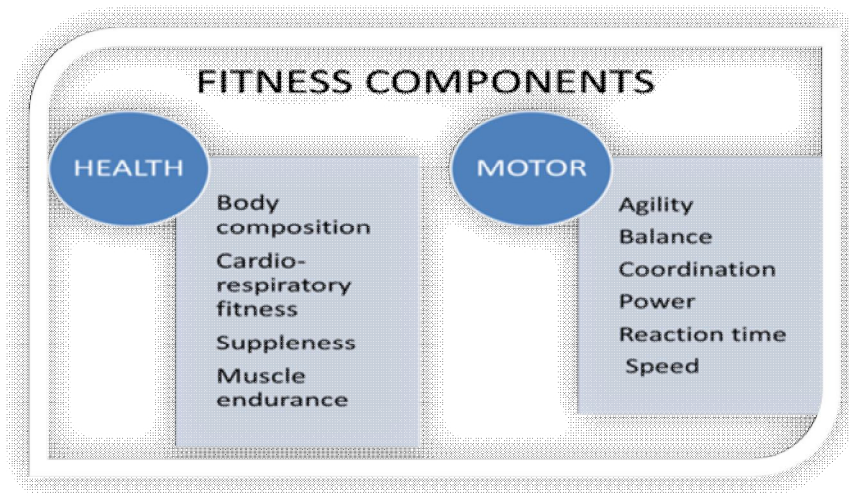 FITNESS COMPONENTS
HEALTH
Body
composition
Cardio-
respiratory
fitness
Suppleness
Muscle
endurance
MOTOR
Agility
Balance
Coordination
Power
Reaction time
Speed